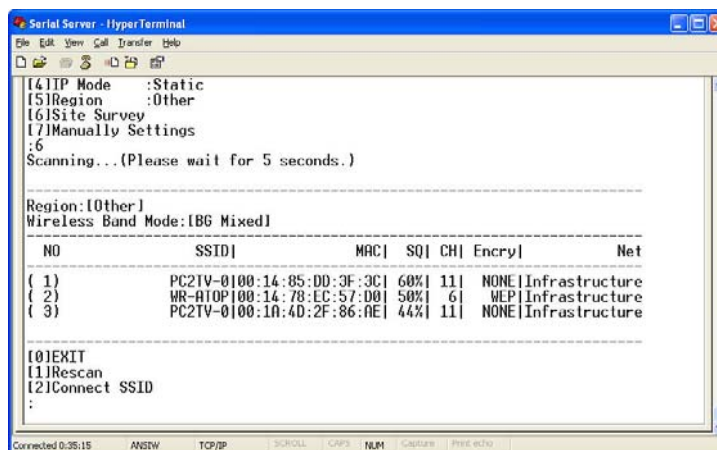 Serial Server - HyperTerminal
File Edit View Call Transfer Help
[4]IP Mode :Static
[5]Region :Other
[6]Site Survey
[7]Manually Settings
:6
Scanning...(Please wait for 5 seconds.)
Region:[Other]
Wireless Band Mode:[BG Mixed]
NO SSID| MAC| SQ| CH| Encry| Net
( 1) PC2TV-0|00:14:85:DD:3F:3C| 60%| 11| NONE|Infrastructure
( 2) WR-ATOP|00:14:78:EC:57:D0| 50%| 6| WEP|Infrastructure
( 3) PC2TV-0|00:1A:4D:2F:86:AE| 44%| 11| NONE|Infrastructure
[0]EXIT
[1]Rescan
[2]Connect SSID
:
Connected 0:35:15 ANSIW TCP/IP SCROLL CAPS NUM Capture Print echo